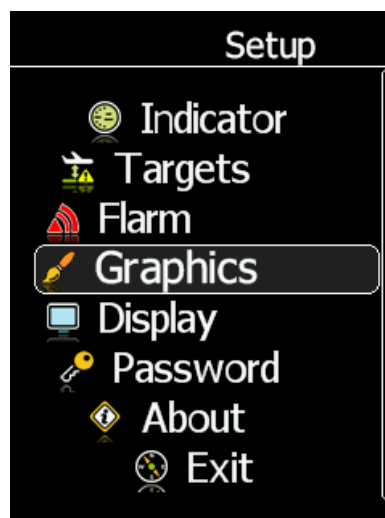 Setup
Indicator
Targets
Flarm
Graphics
Display
Password
About
Exit